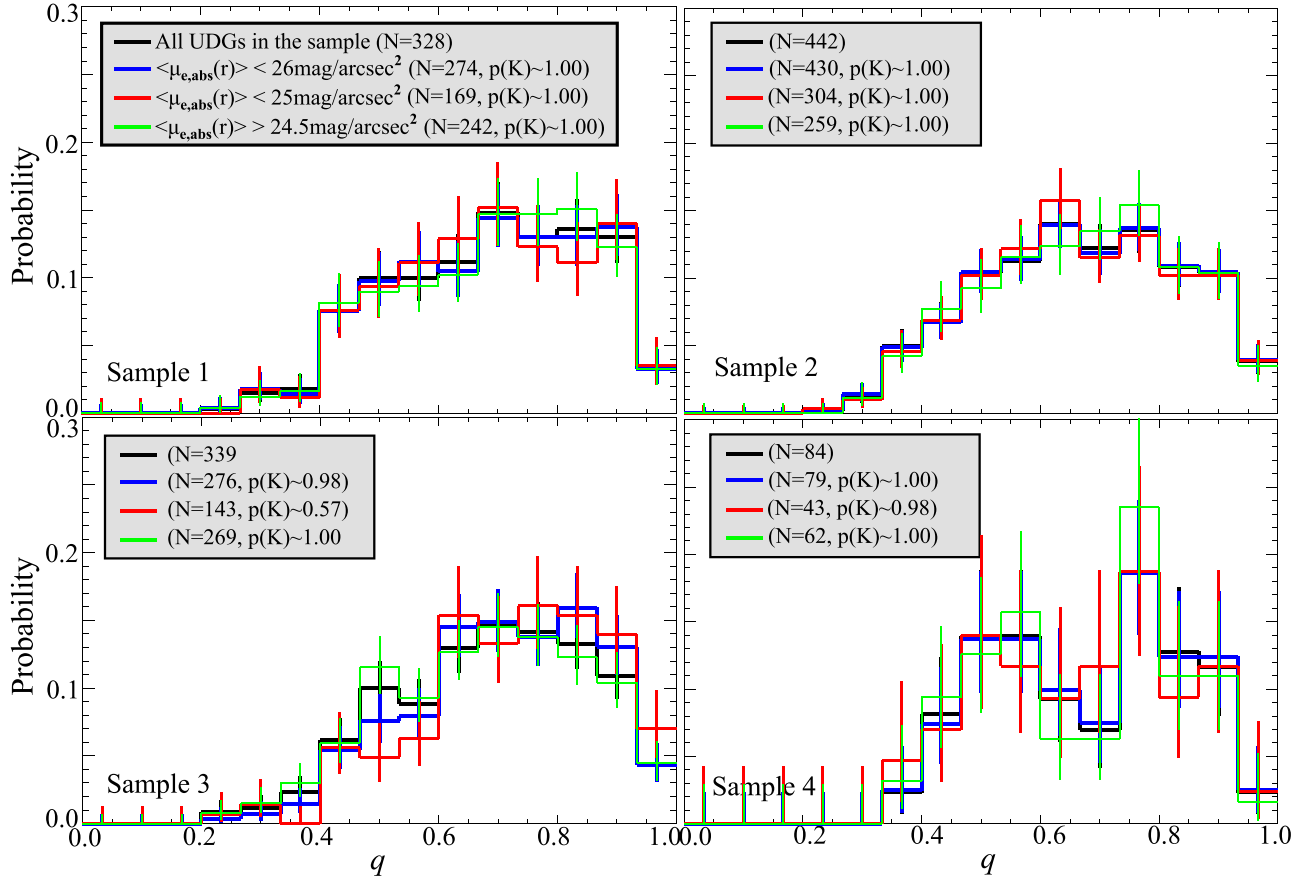 0.3
All UDGs in the sample (N=328)
<μe,abs(r)> < 26mag/arcsec² (N=274, p(K)~1.00)
<μe,abs(r)> < 25mag/arcsec² (N=169, p(K)~1.00)
<μe,abs(r)> > 24.5mag/arcsec² (N=242, p(K)~1.00)
0.2
Probability
0.1
Sample 1
0.0
(N=442)
(N=430, p(K)~1.00)
(N=304, p(K)~1.00)
(N=259, p(K)~1.00)
Sample 2
0.3
(N=339
(N=276, p(K)~0.98)
(N=143, p(K)~0.57)
(N=269, p(K)~1.00
0.2
Probability
0.1
Sample 3
0.0
0.0 0.2 0.4 0.6 0.8 1.0
q
(N=84)
(N=79, p(K)~1.00)
(N=43, p(K)~0.98)
(N=62, p(K)~1.00)
Sample 4
0.2 0.4 0.6 0.8 1.0
q